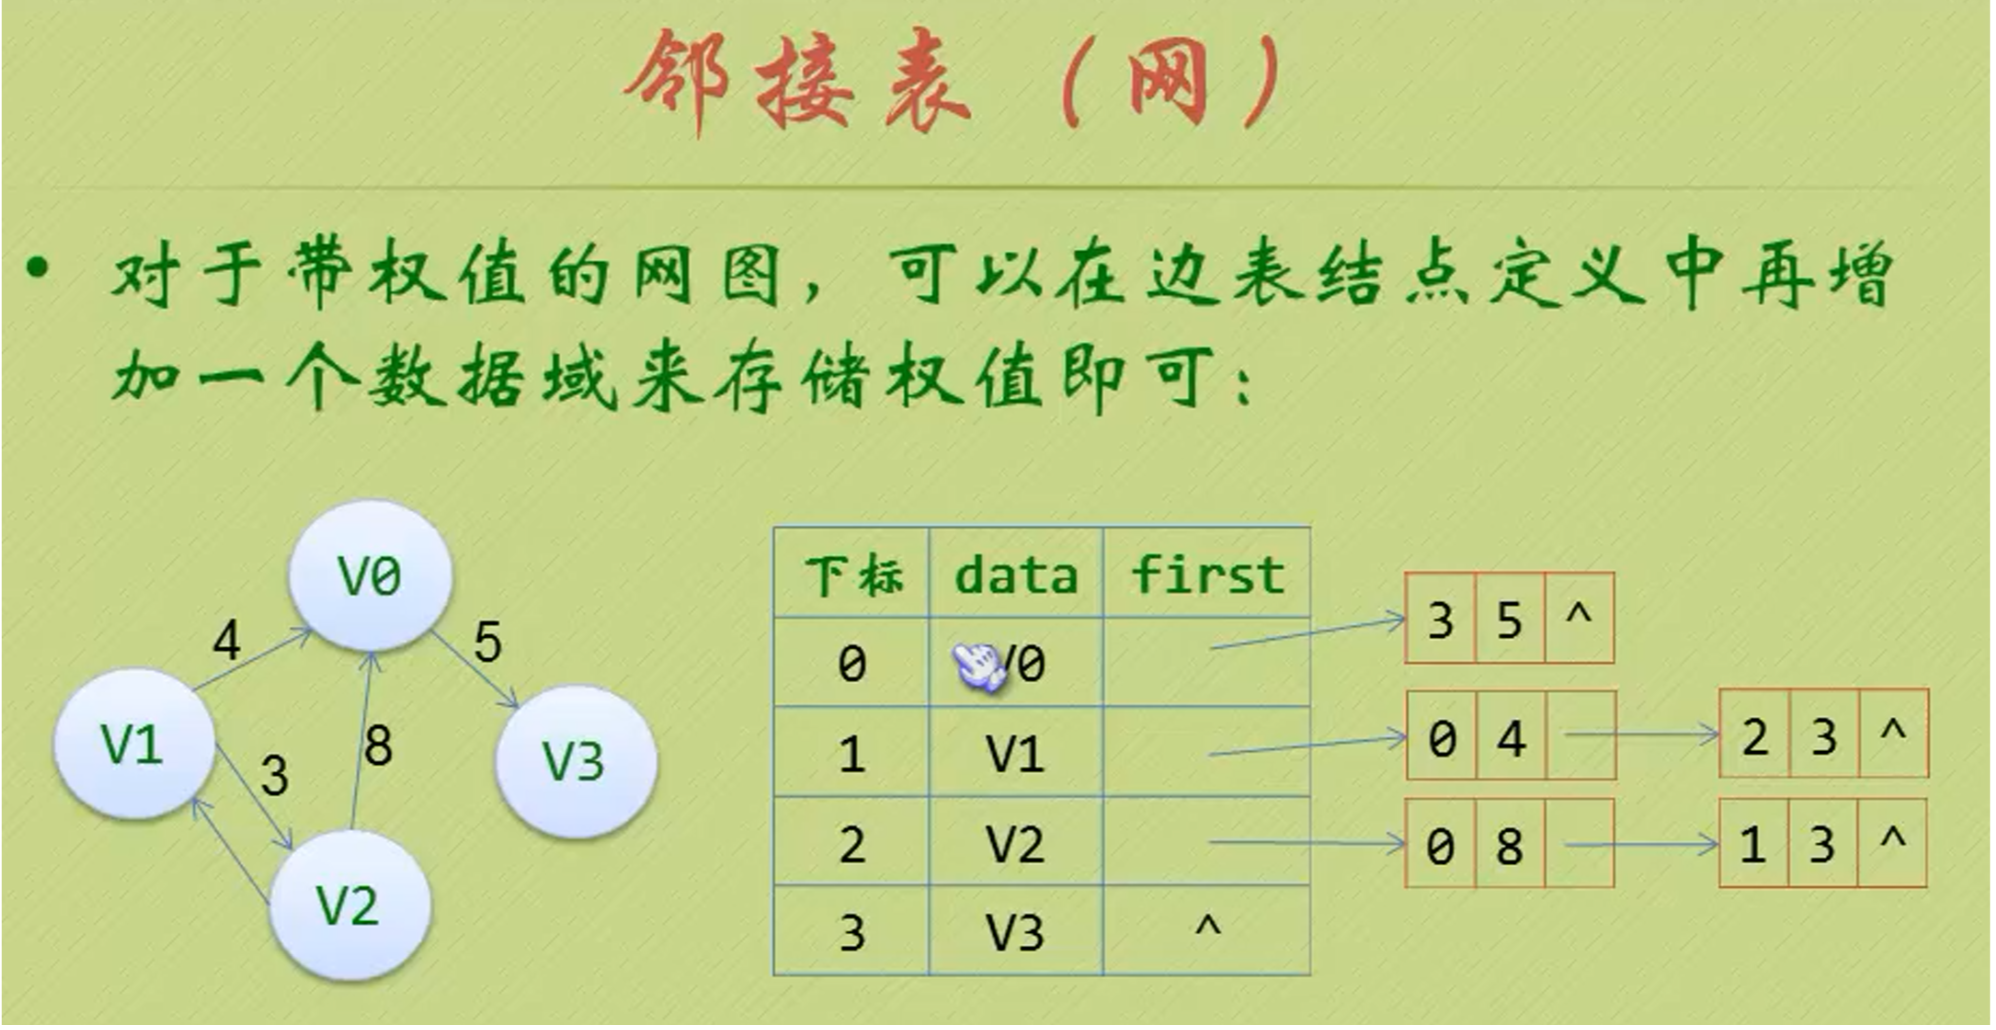 邻接表（网）
• 对于带权值的网图，可以在边表结点定义中再增
加一个数据域来存储权值即可：
V0
4
5
V1
3
8
V3
V2
下标 data first
0 V0 3 5 ^
1 V1 0 4 2 3 ^
2 V2 0 8 1 3 ^
3 V3 ^